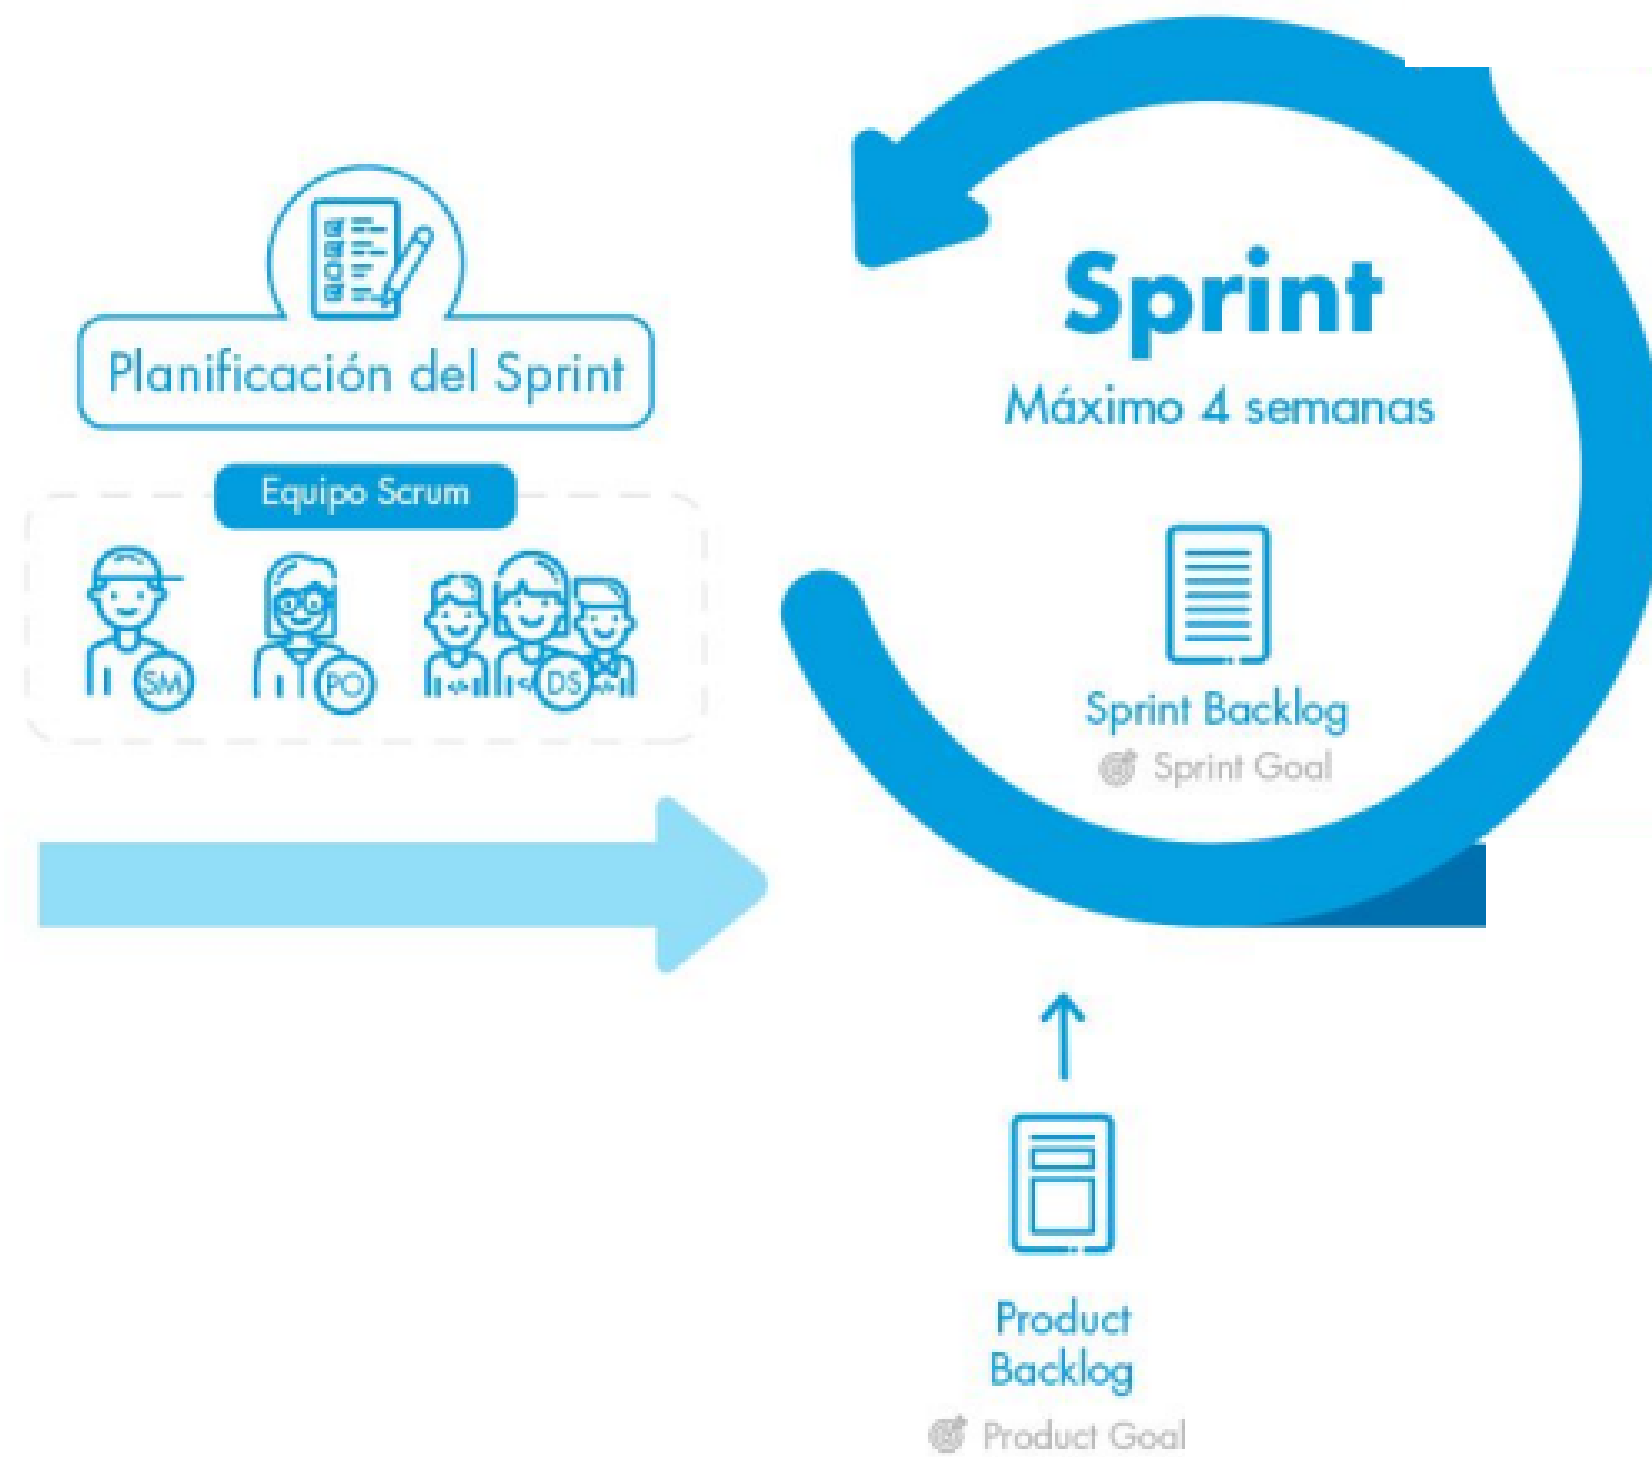 Planificación del Sprint
Equipo Scrum
SM
PO
DS
Sprint
Máximo 4 semanas
Sprint Backlog
Sprint Goal
Product
Backlog
Product Goal